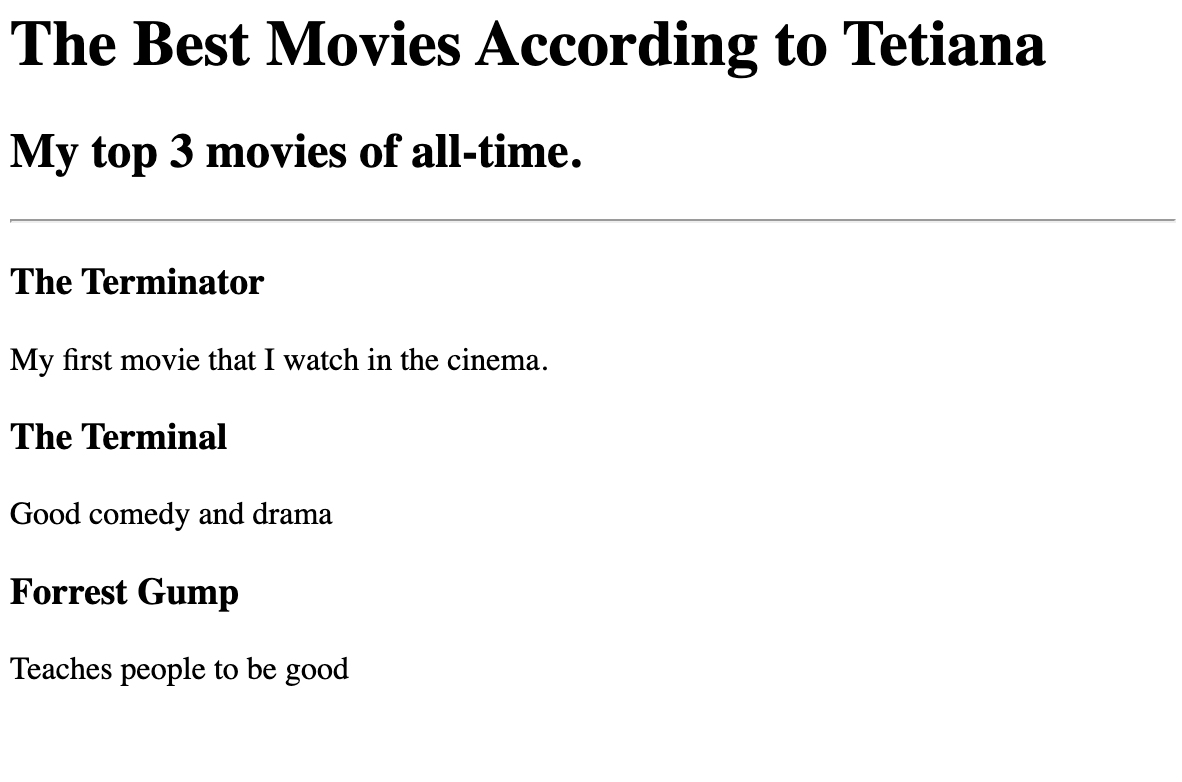 The Best Movies According to Tetiana
My top 3 movies of all-time.
The Terminator
My first movie that I watch in the cinema.
The Terminal
Good comedy and drama
Forrest Gump
Teaches people to be good